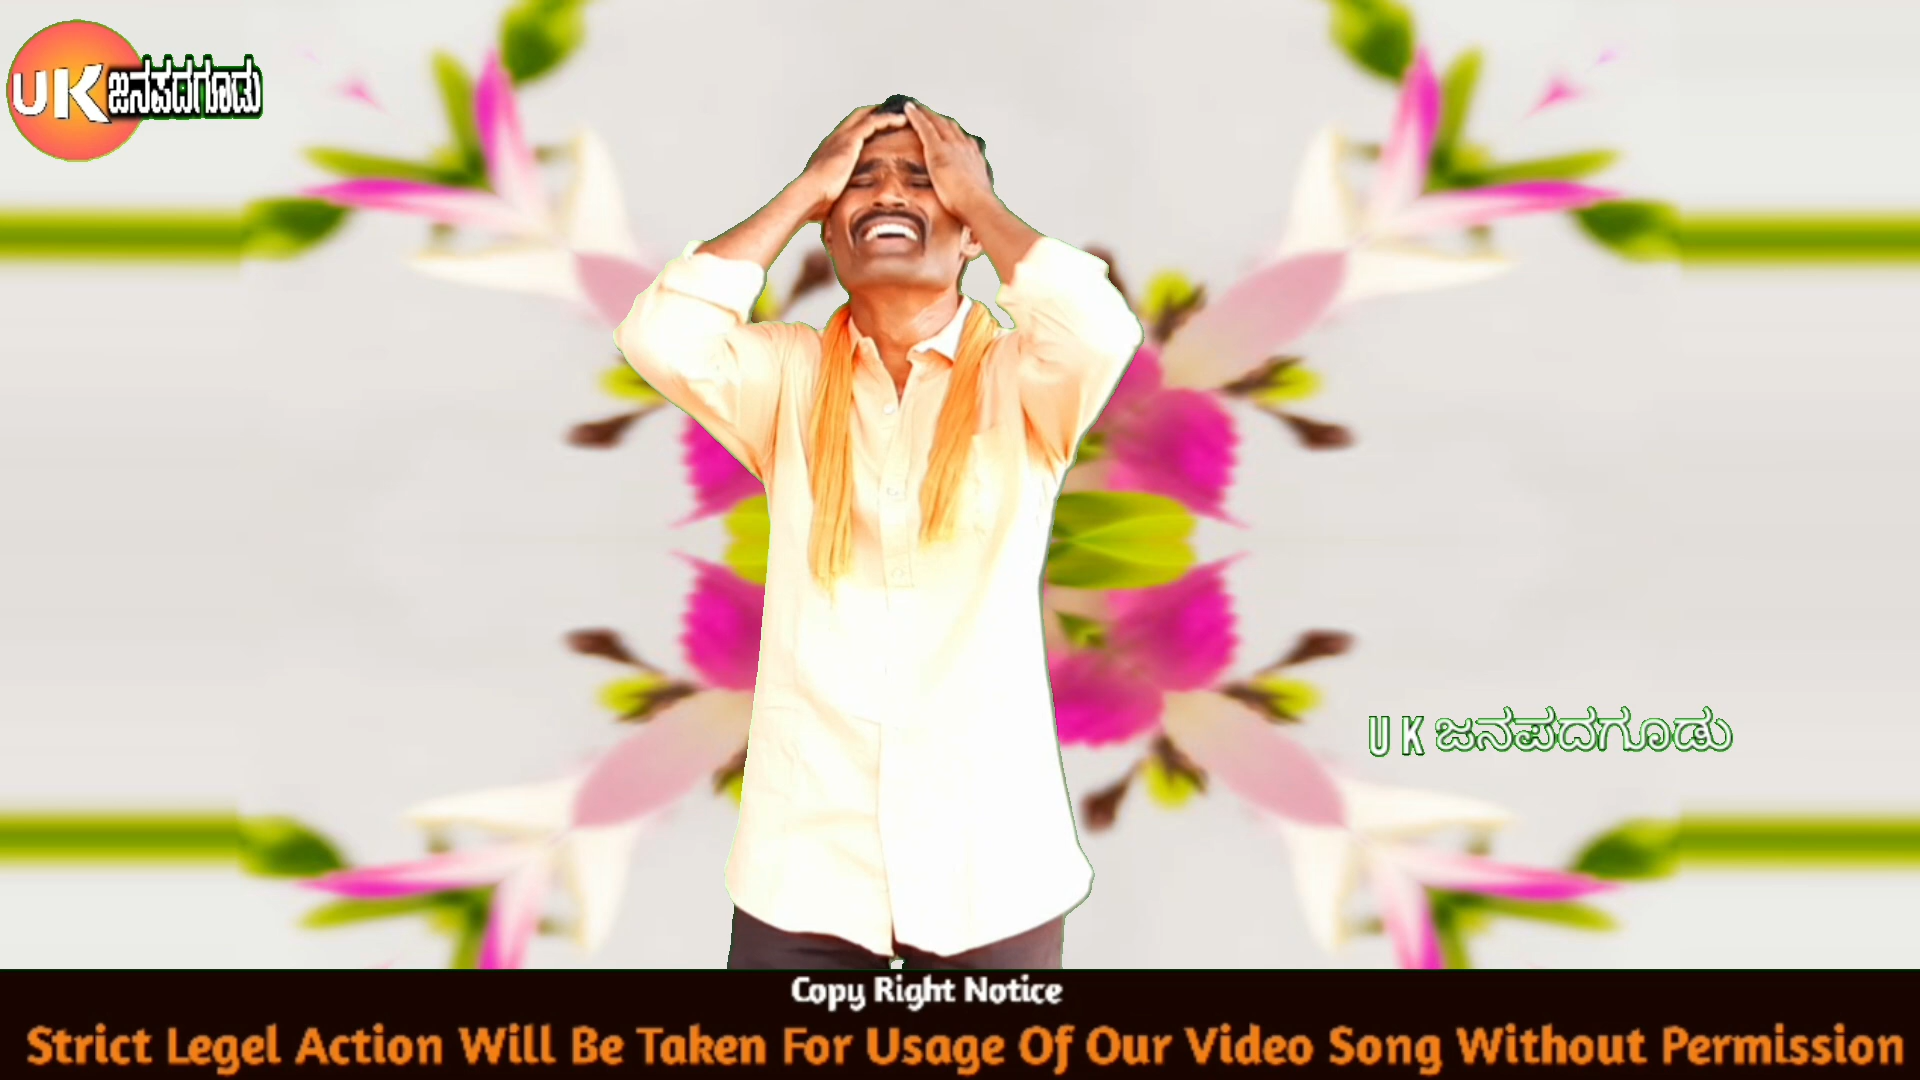 UK ಜನಪದಗೂಡು
U K ಜನಪದಗೂಡು
Copy Right Notice
Strict Legel Action Will Be Taken For Usage Of Our Video Song Without Permission